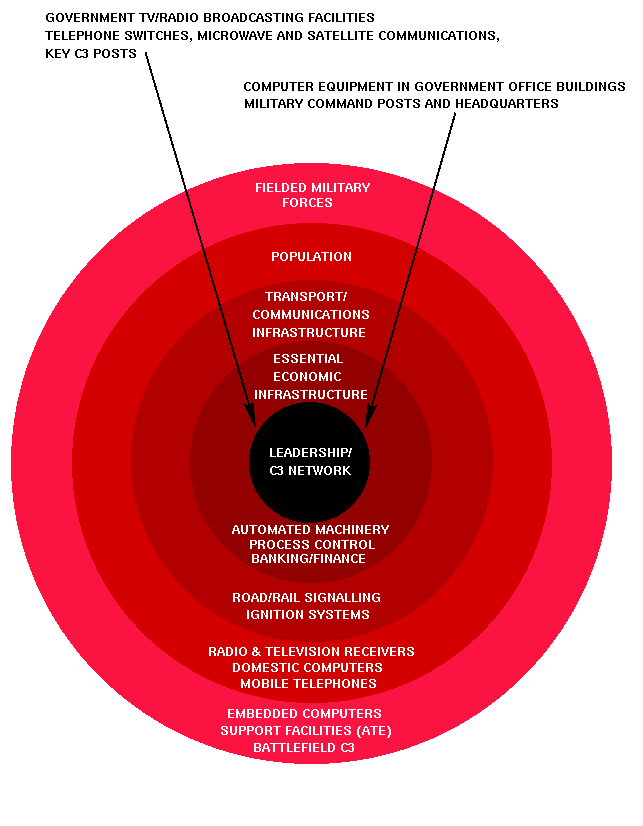 GOVERNMENT TV/RADIO BROADCASTING FACILITIES
TELEPHONE SWITCHES, MICROWAVE AND SATELLITE COMMUNICATIONS,
KEY C3 POSTS
COMPUTER EQUIPMENT IN GOVERNMENT OFFICE BUILDINGS
MILITARY COMMAND POSTS AND HEADQUARTERS
FIELDED MILITARY
FORCES
POPULATION
TRANSPORT/
COMMUNICATIONS
INFRASTRUCTURE
ESSENTIAL
ECONOMIC
INFRASTRUCTURE
LEADERSHIP/
C3 NETWORK
AUTOMATED MACHINERY
PROCESS CONTROL
BANKING/FINANCE
ROAD/RAIL SIGNALLING
IGNITION SYSTEMS
RADIO & TELEVISION RECEIVERS
DOMESTIC COMPUTERS
MOBILE TELEPHONES
EMBEDDED COMPUTERS
SUPPORT FACILITIES (ATE)
BATTLEFIELD C3